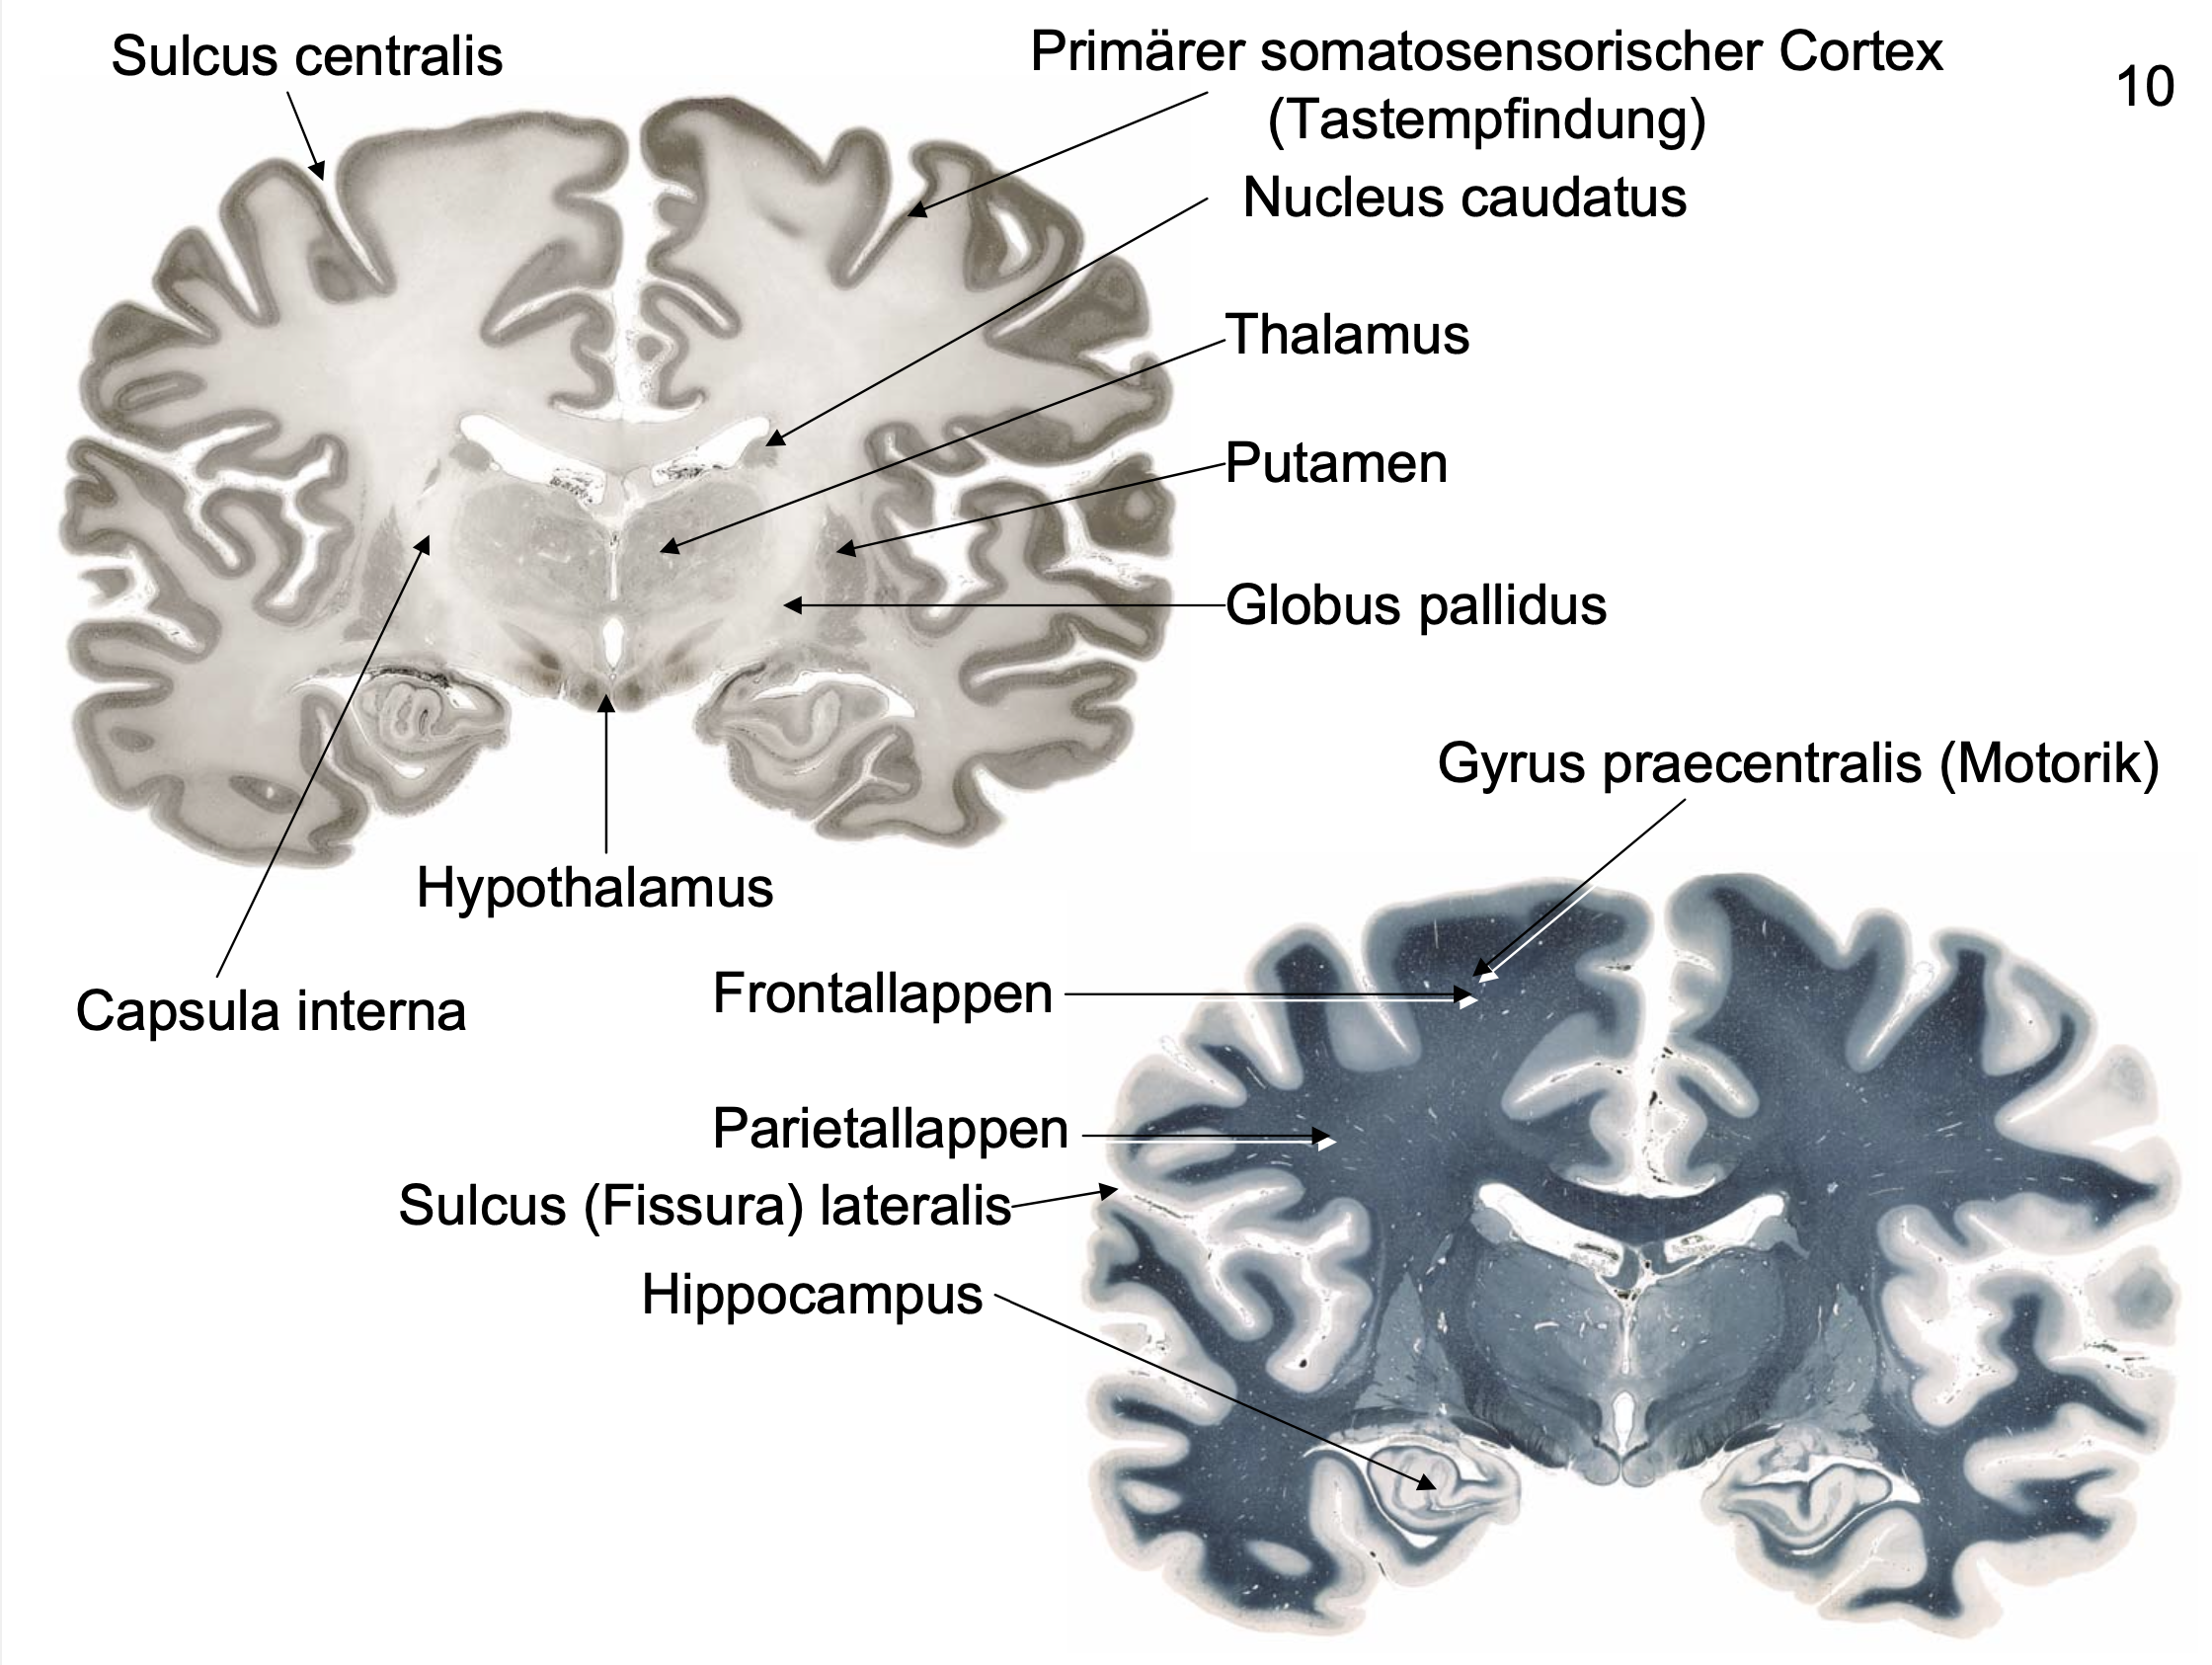 Sulcus centralis
Primärer somatosensorischer Cortex
(Tastempfindung)
10
Nucleus caudatus
Thalamus
Putamen
Globus pallidus
Gyrus praecentralis (Motorik)
Hypothalamus
Capsula interna
Frontallappen
Parietallappen
Sulcus (Fissura) lateralis
Hippocampus